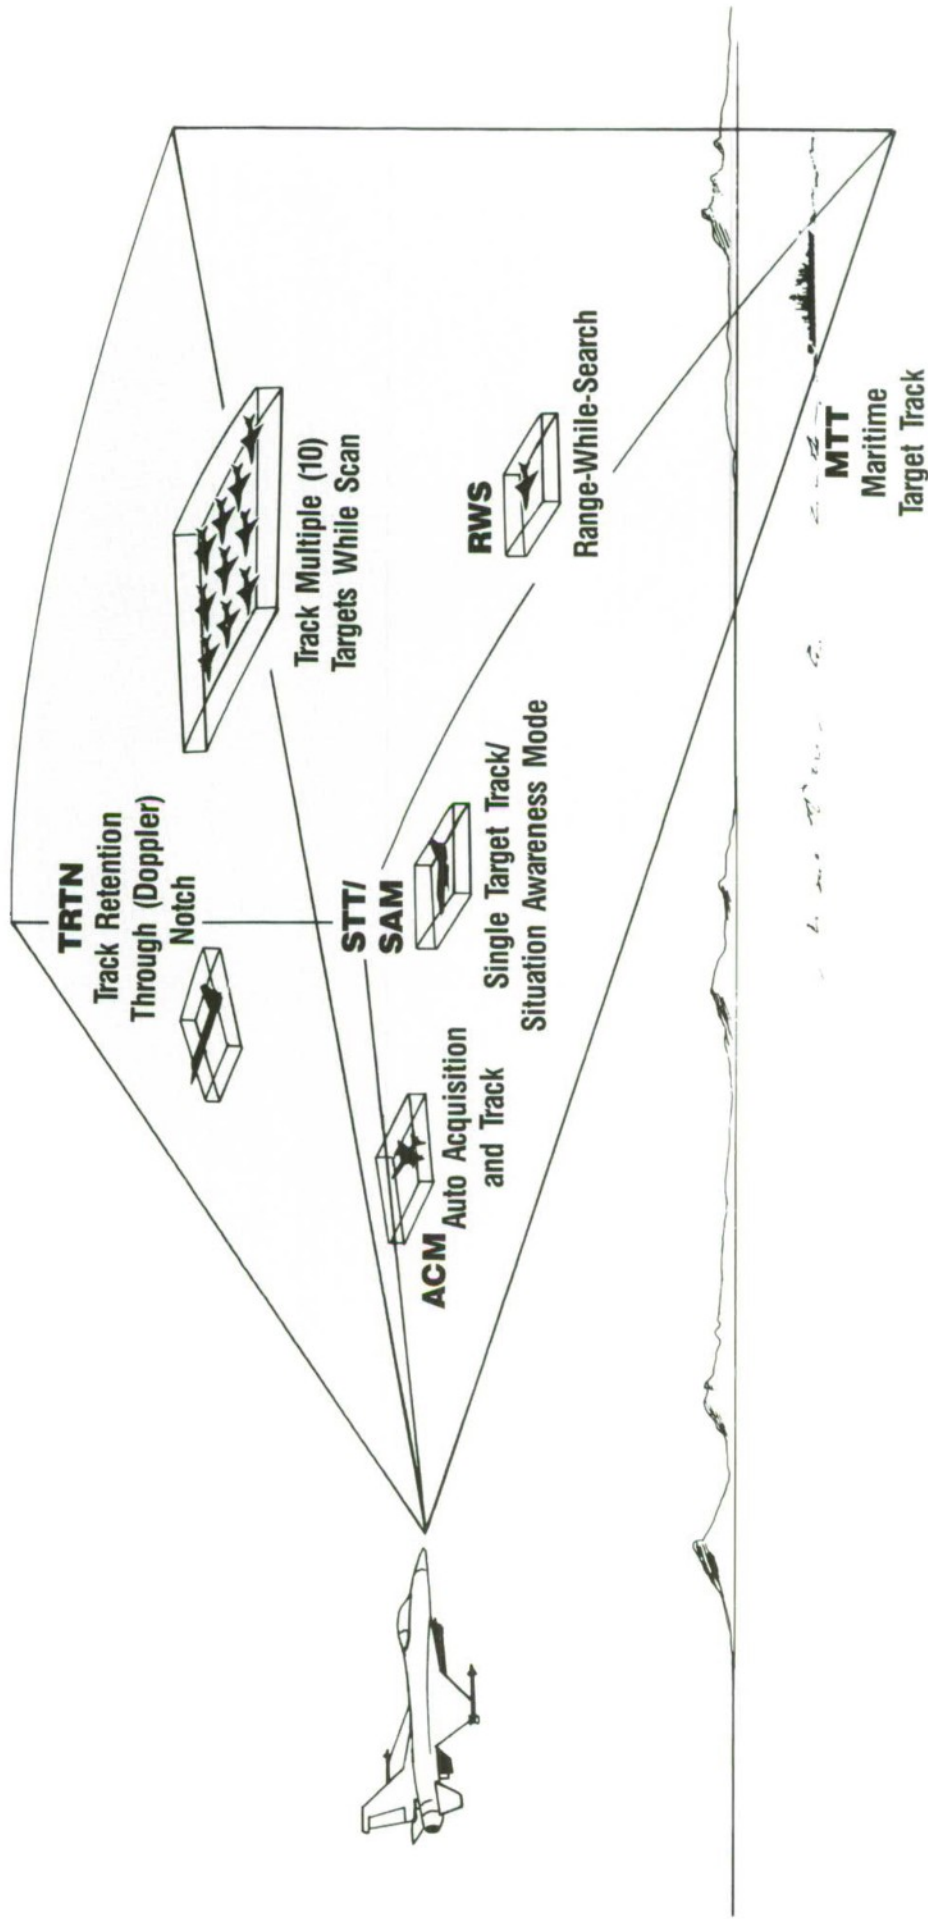 TRTN
Track Retention
Through (Doppler)
Notch
Track Multiple (10)
Targets While Scan
STT/
SAM
Single Target Track/
Situation Awareness Mode
RWS
Range-While-Search
ACM
Auto Acquisition
and Track
MTT
Maritime
Target Track